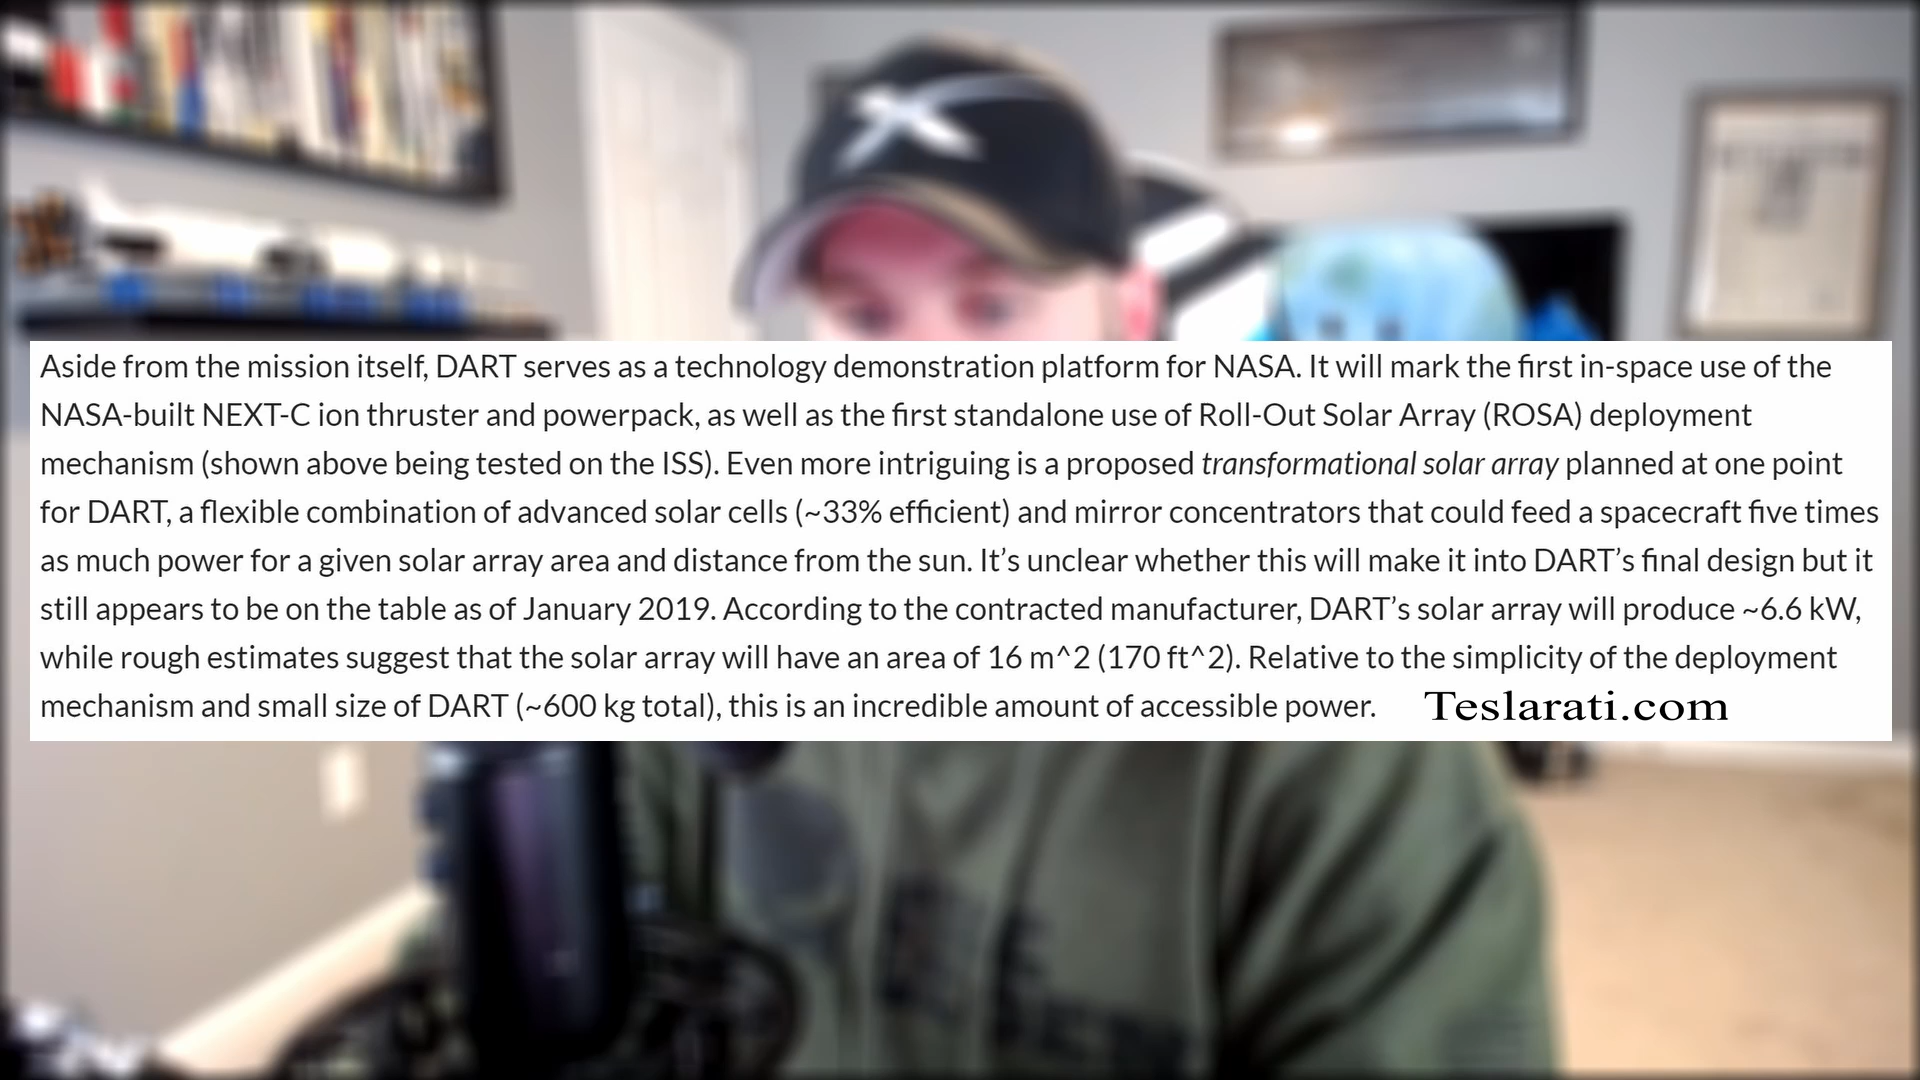 Aside from the mission itself, DART serves as a technology demonstration platform for NASA. It will mark the first in-space use of the
NASA-built NEXT-C ion thruster and powerpack, as well as the first standalone use of Roll-Out Solar Array (ROSA) deployment
mechanism (shown above being tested on the ISS). Even more intriguing is a proposed transformational solar array planned at one point
for DART, a flexible combination of advanced solar cells (~33% efficient) and mirror concentrators that could feed a spacecraft five times
as much power for a given solar array area and distance from the sun. It’s unclear whether this will make it into DART’s final design but it
still appears to be on the table as of January 2019. According to the contracted manufacturer, DART’s solar array will produce ~6.6 kW,
while rough estimates suggest that the solar array will have an area of 16 m^2 (170 ft^2). Relative to the simplicity of the deployment
mechanism and small size of DART (~600 kg total), this is an incredible amount of accessible power. Teslarati.com